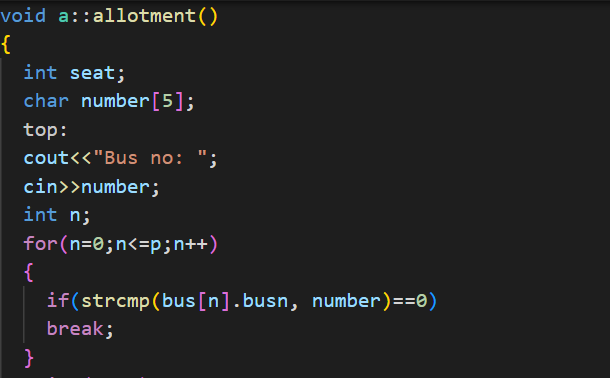 void a::allotment()
{
int seat;
char number[5];
top:
cout<<"Bus no: ";
cin>>number;
int n;
for(n=0;n<=p;n++)
{
if(strcmp(bus[n].busn, number)==0)
break;
}